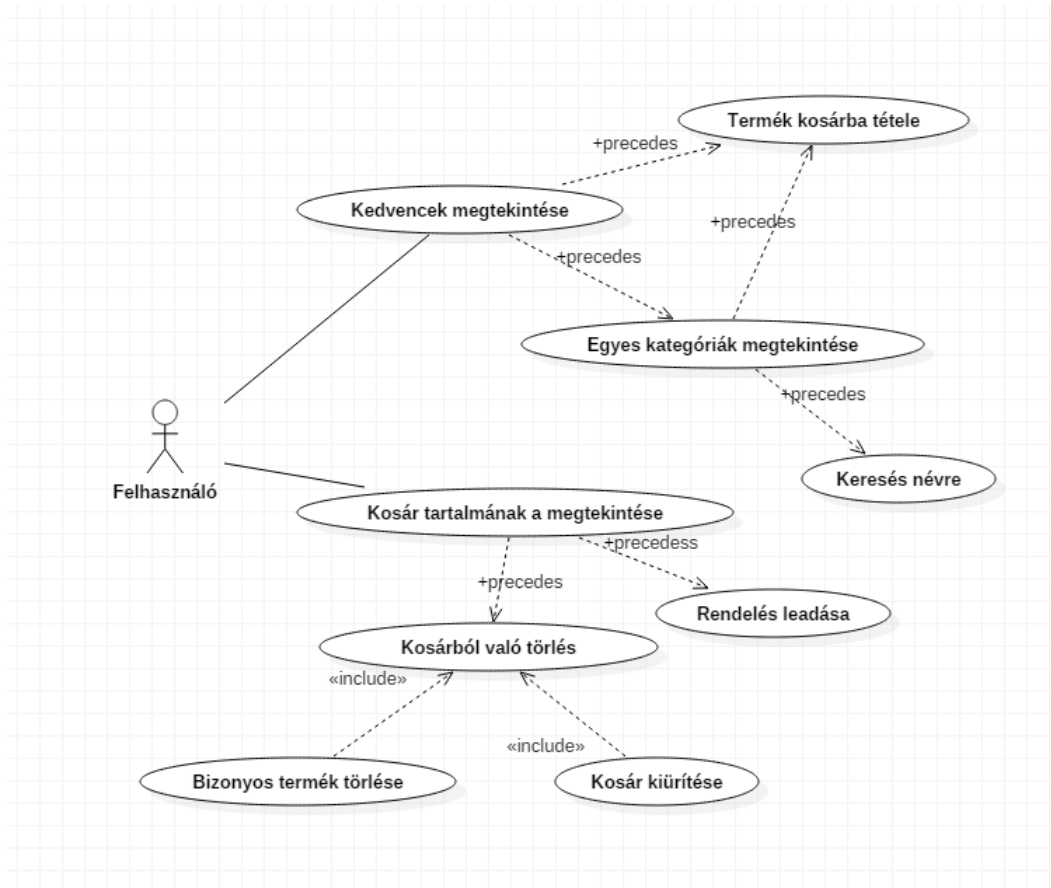 Termék kosárba tétele
+precedes
Kedvencek megtekintése
+precedes
+precedes
Egyes kategóriák megtekintése
+precedes
Keresés névre
Felhasználó
Kosár tartalmának a megtekintése
+precedess
+precedes
Rendelés leadása
Kosárból való törlés
«include»
«include»
Bizonyos termék törlése
Kosár kiürítése